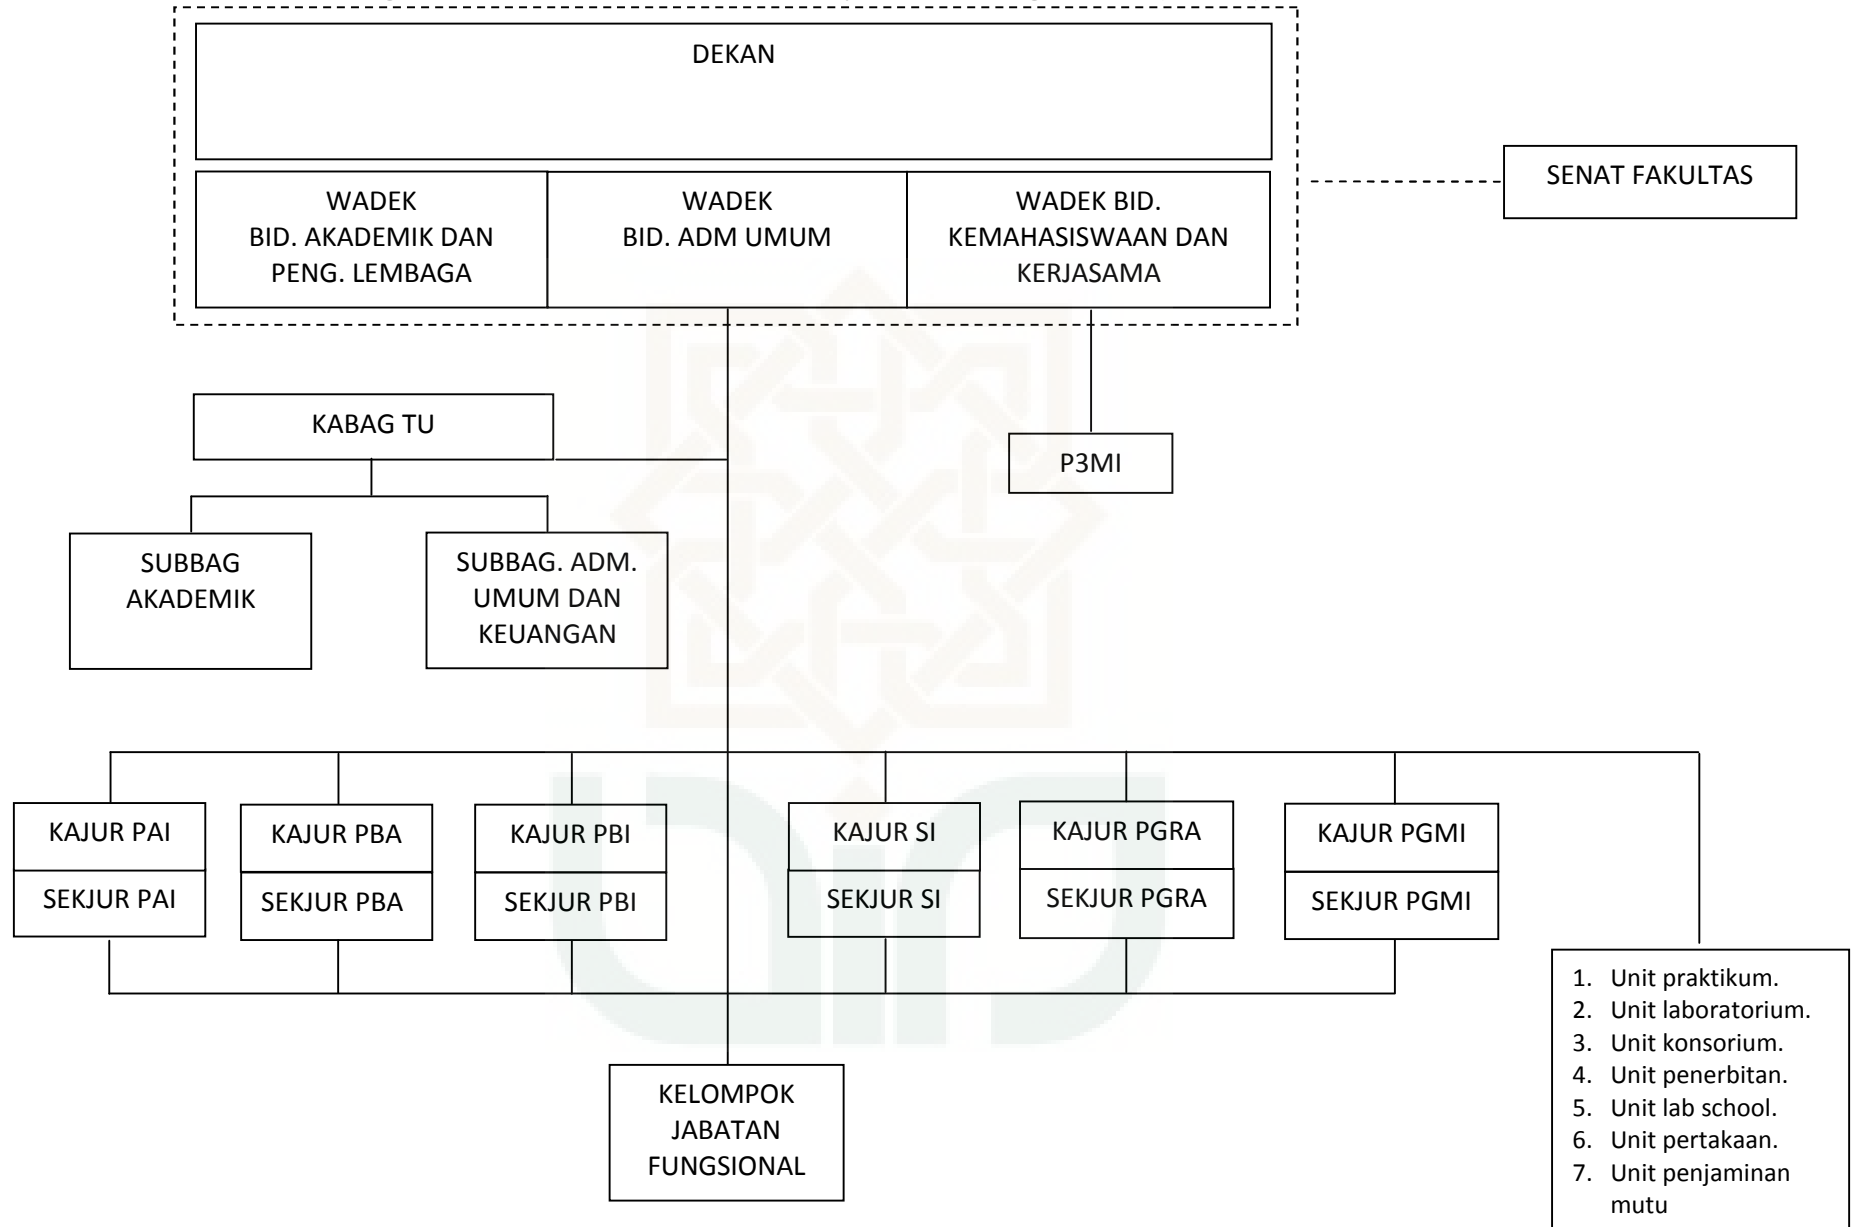 DEKAN
SENAT FAKULTAS
WADEK
BID. AKADEMIK DAN
PENG. LEMBAGA
WADEK
BID. ADM UMUM
WADEK BID.
KEMAHASISWAAN DAN
KERJASAMA
KABAG TU
P3MI
SUBBAG
AKADEMIK
SUBBAG. ADM.
UMUM DAN
KEUANGAN
KAJUR PAI
SEKJUR PAI
KAJUR PBA
SEKJUR PBA
KAJUR PBI
SEKJUR PBI
KAJUR SI
SEKJUR SI
KAJUR PGRA
SEKJUR PGRA
KAJUR PGMI
SEKJUR PGMI
1. Unit praktikum.
2. Unit laboratorium.
3. Unit konsorium.
4. Unit penerbitan.
5. Unit lab school.
6. Unit pertakaan.
7. Unit penjaminan
mutu
KELOMPOK
JABATAN
FUNGSIONAL